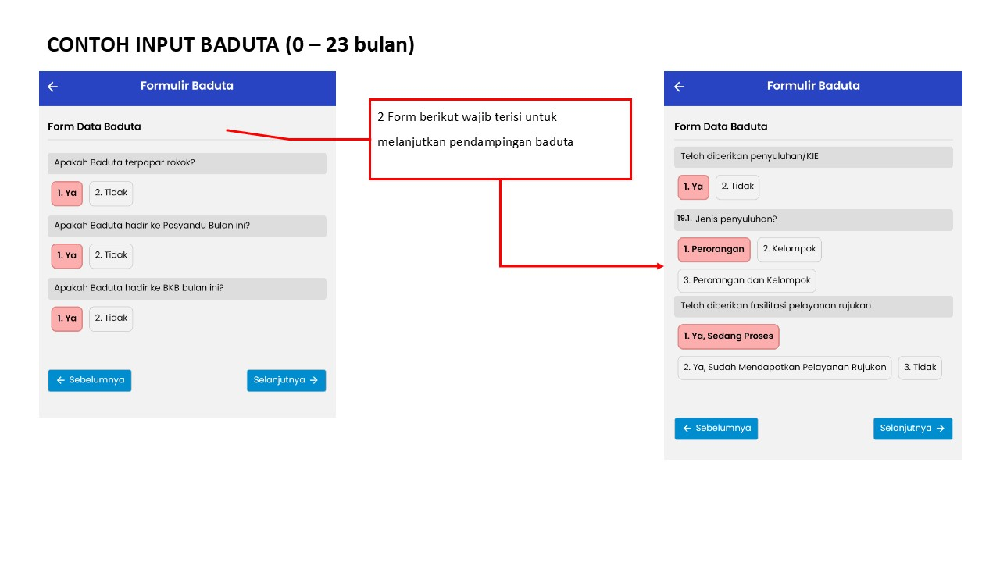 CONTOH INPUT BADUTA (0 – 23 bulan)
Formulir Baduta
Form Data Baduta
Apakah Baduta terpapar rokok?
1. Ya 2. Tidak
Apakah Baduta hadir ke Posyandu Bulan ini?
1. Ya 2. Tidak
Apakah Baduta hadir ke BKB bulan ini?
1. Ya 2. Tidak
← Sebelumnya Selanjutnya →
2 Form berikut wajib terisi untuk
melanjutkan pendampingan baduta
Formulir Baduta
Form Data Baduta
Telah diberikan penyuluhan/KIE
1. Ya 2. Tidak
19.1. Jenis penyuluhan?
1. Perorangan 2. Kelompok
3. Perorangan dan Kelompok
Telah diberikan fasilitasi pelayanan rujukan
1. Ya, Sedang Proses
2. Ya, Sudah Mendapatkan Pelayanan Rujukan 3. Tidak
← Sebelumnya Selanjutnya →